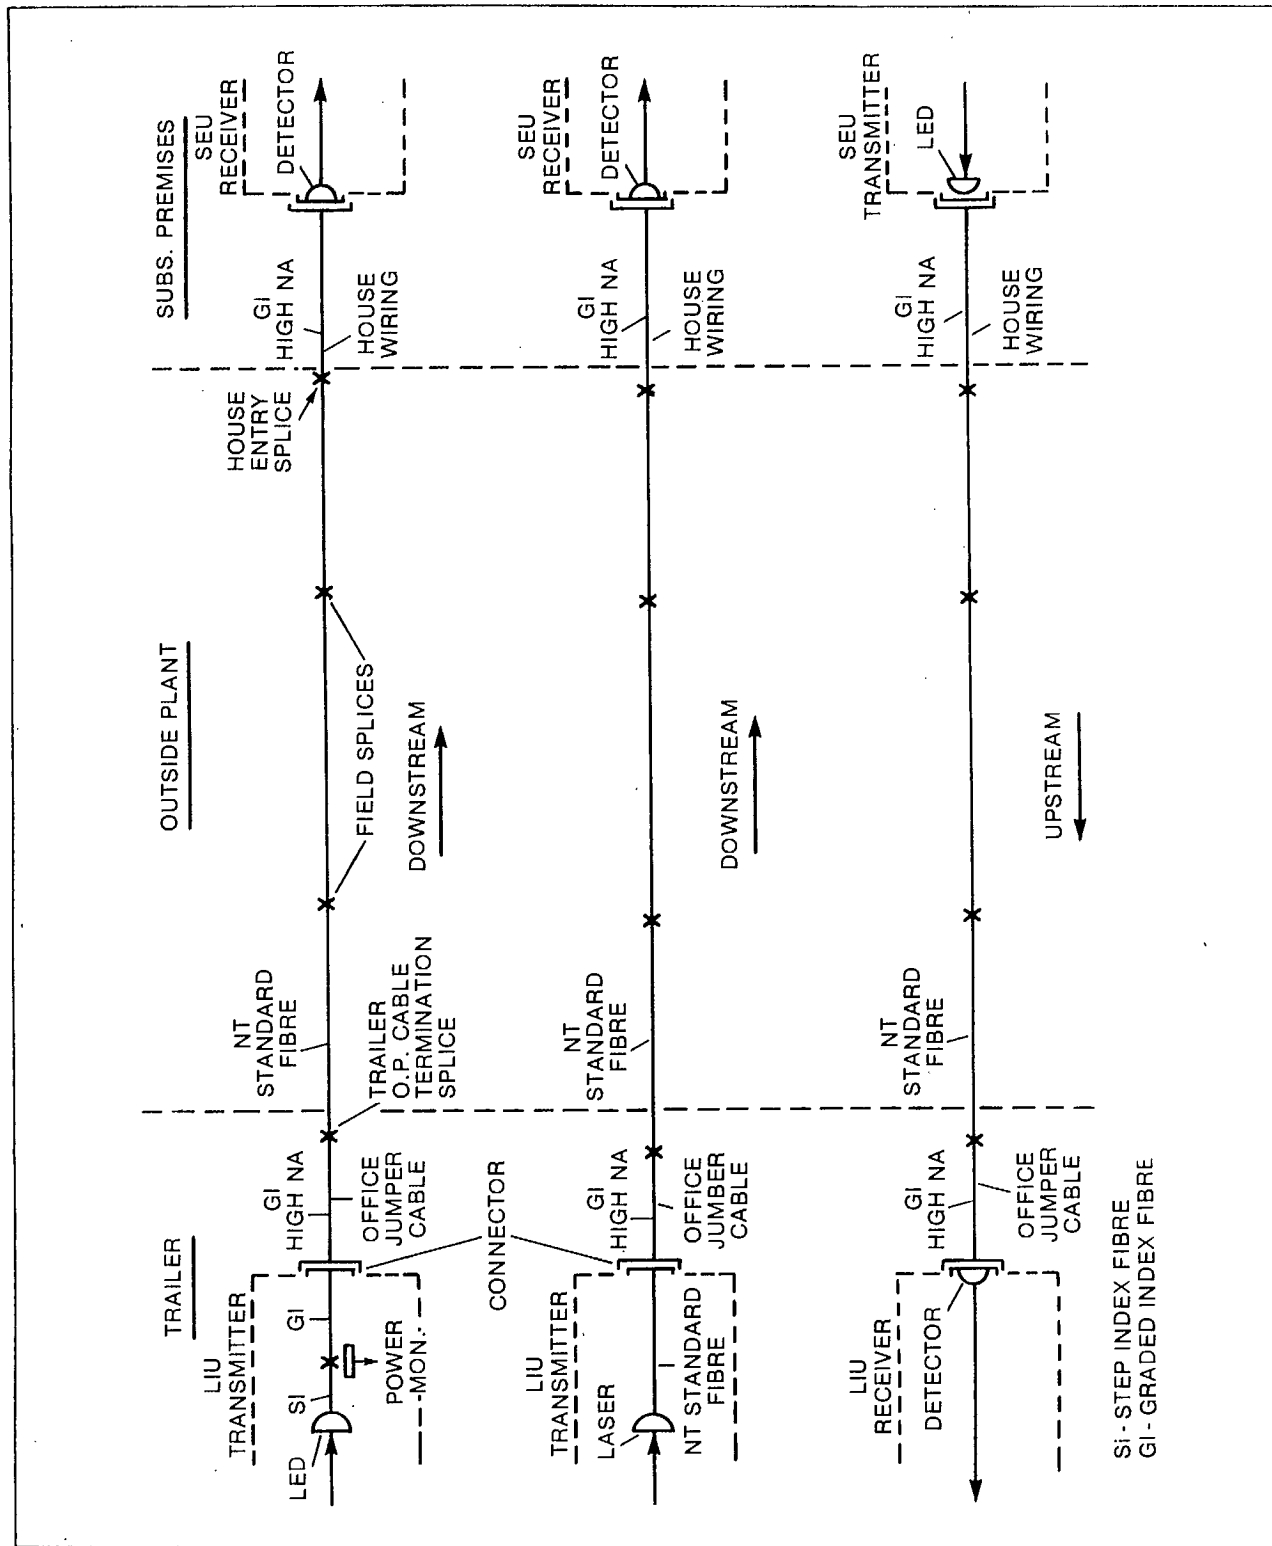 TRAILER
OUTSIDE PLANT
SUBS. PREMISES
LIU
TRANSMITTER
LED
SI
GI
POWER
MON.
GI
HIGH NA
OFFICE
JUMPER
CABLE
CONNECTOR
NT
STANDARD
FIBRE
TRAILER
O.P. CABLE
TERMINATION
SPLICE
FIELD SPLICES
DOWNSTREAM
HOUSE
ENTRY
SPLICE
GI
HIGH NA
HOUSE
WIRING
SEU
RECEIVER
DETECTOR
LIU
TRANSMITTER
LASER
NT STANDARD
FIBRE
GI
HIGH NA
OFFICE
JUMBER
CABLE
NT
STANDARD
FIBRE
DOWNSTREAM
GI
HIGH NA
HOUSE
WIRING
SEU
RECEIVER
DETECTOR
LIU
RECEIVER
DETECTOR
GI
HIGH NA
OFFICE
JUMPER
CABLE
NT
STANDARD
FIBRE
UPSTREAM
GI
HIGH NA
HOUSE
WIRING
SEU
TRANSMITTER
LED
Si - STEP INDEX FIBRE
GI - GRADED INDEX FIBRE